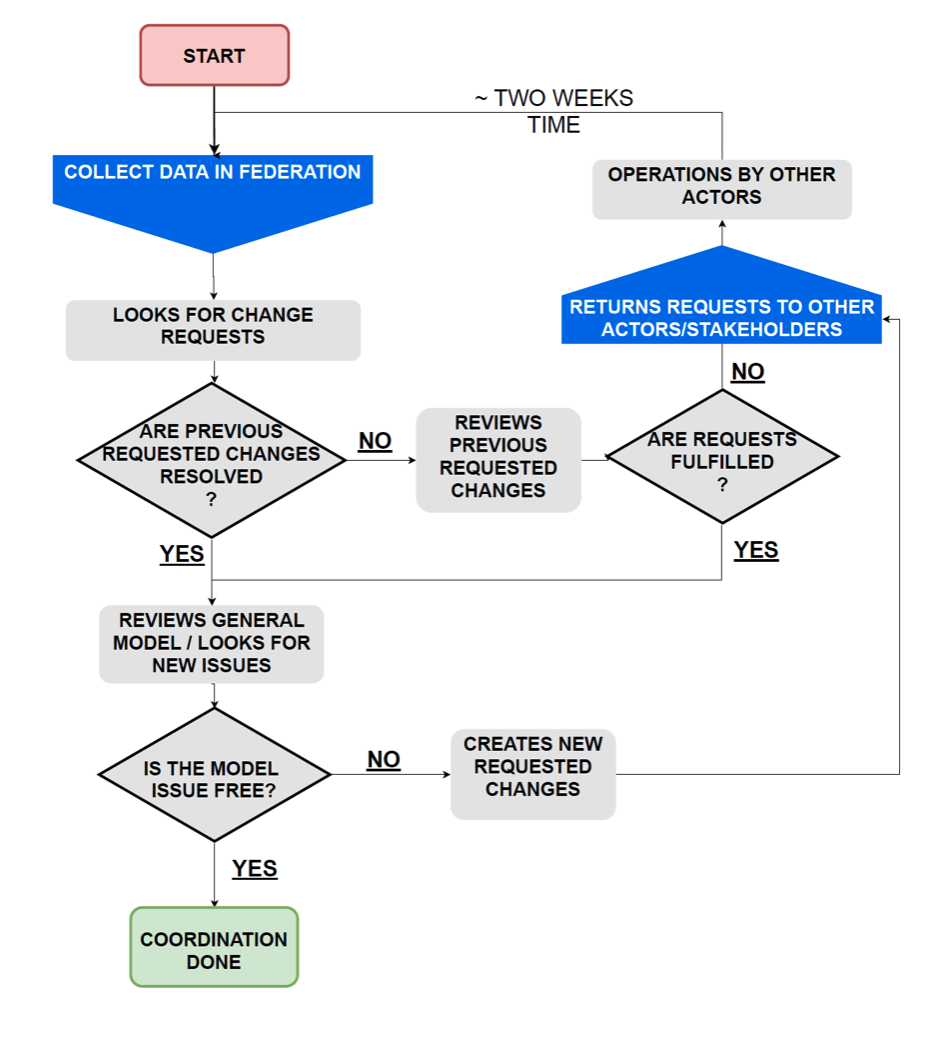 START
~ TWO WEEKS
TIME
COLLECT DATA IN FEDERATION
OPERATIONS BY OTHER
ACTORS
LOOKS FOR CHANGE
REQUESTS
RETURNS REQUESTS TO OTHER
ACTORS/STAKEHOLDERS
NO
ARE PREVIOUS
REQUESTED CHANGES
RESOLVED
?
NO
REVIEWS
PREVIOUS
REQUESTED
CHANGES
ARE REQUESTS
FULFILLED
?
YES
YES
REVIEWS GENERAL
MODEL / LOOKS FOR
NEW ISSUES
IS THE MODEL
ISSUE FREE?
NO
CREATES NEW
REQUESTED
CHANGES
YES
COORDINATION
DONE